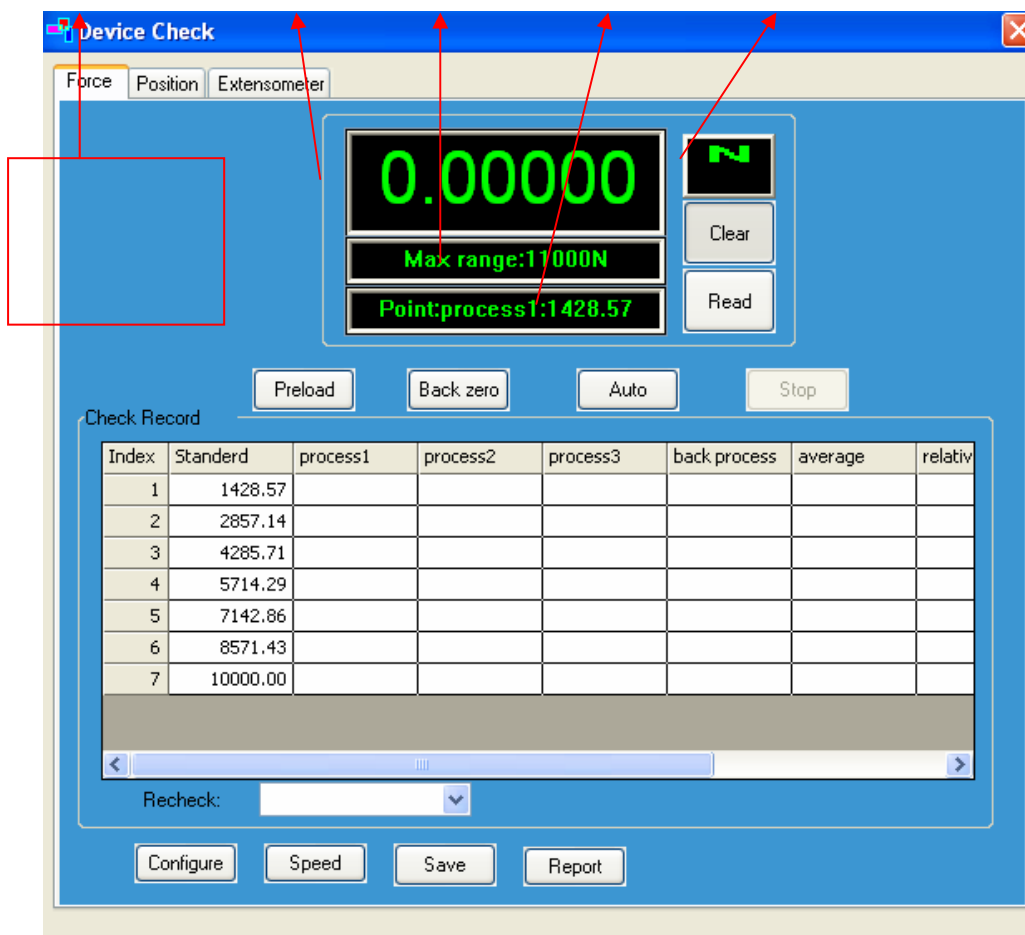 Device Check
Force Position Extensometer
0.00000 N
Clear
Max range:11000N
Read
Point:process1:1428.57
Preload Back zero Auto Stop
Check Record
Index Standerd process1 process2 process3 back process average relativ
1 1428.57
2 2857.14
3 4285.71
4 5714.29
5 7142.86
6 8571.43
7 10000.00
Recheck:
Configure Speed Save Report